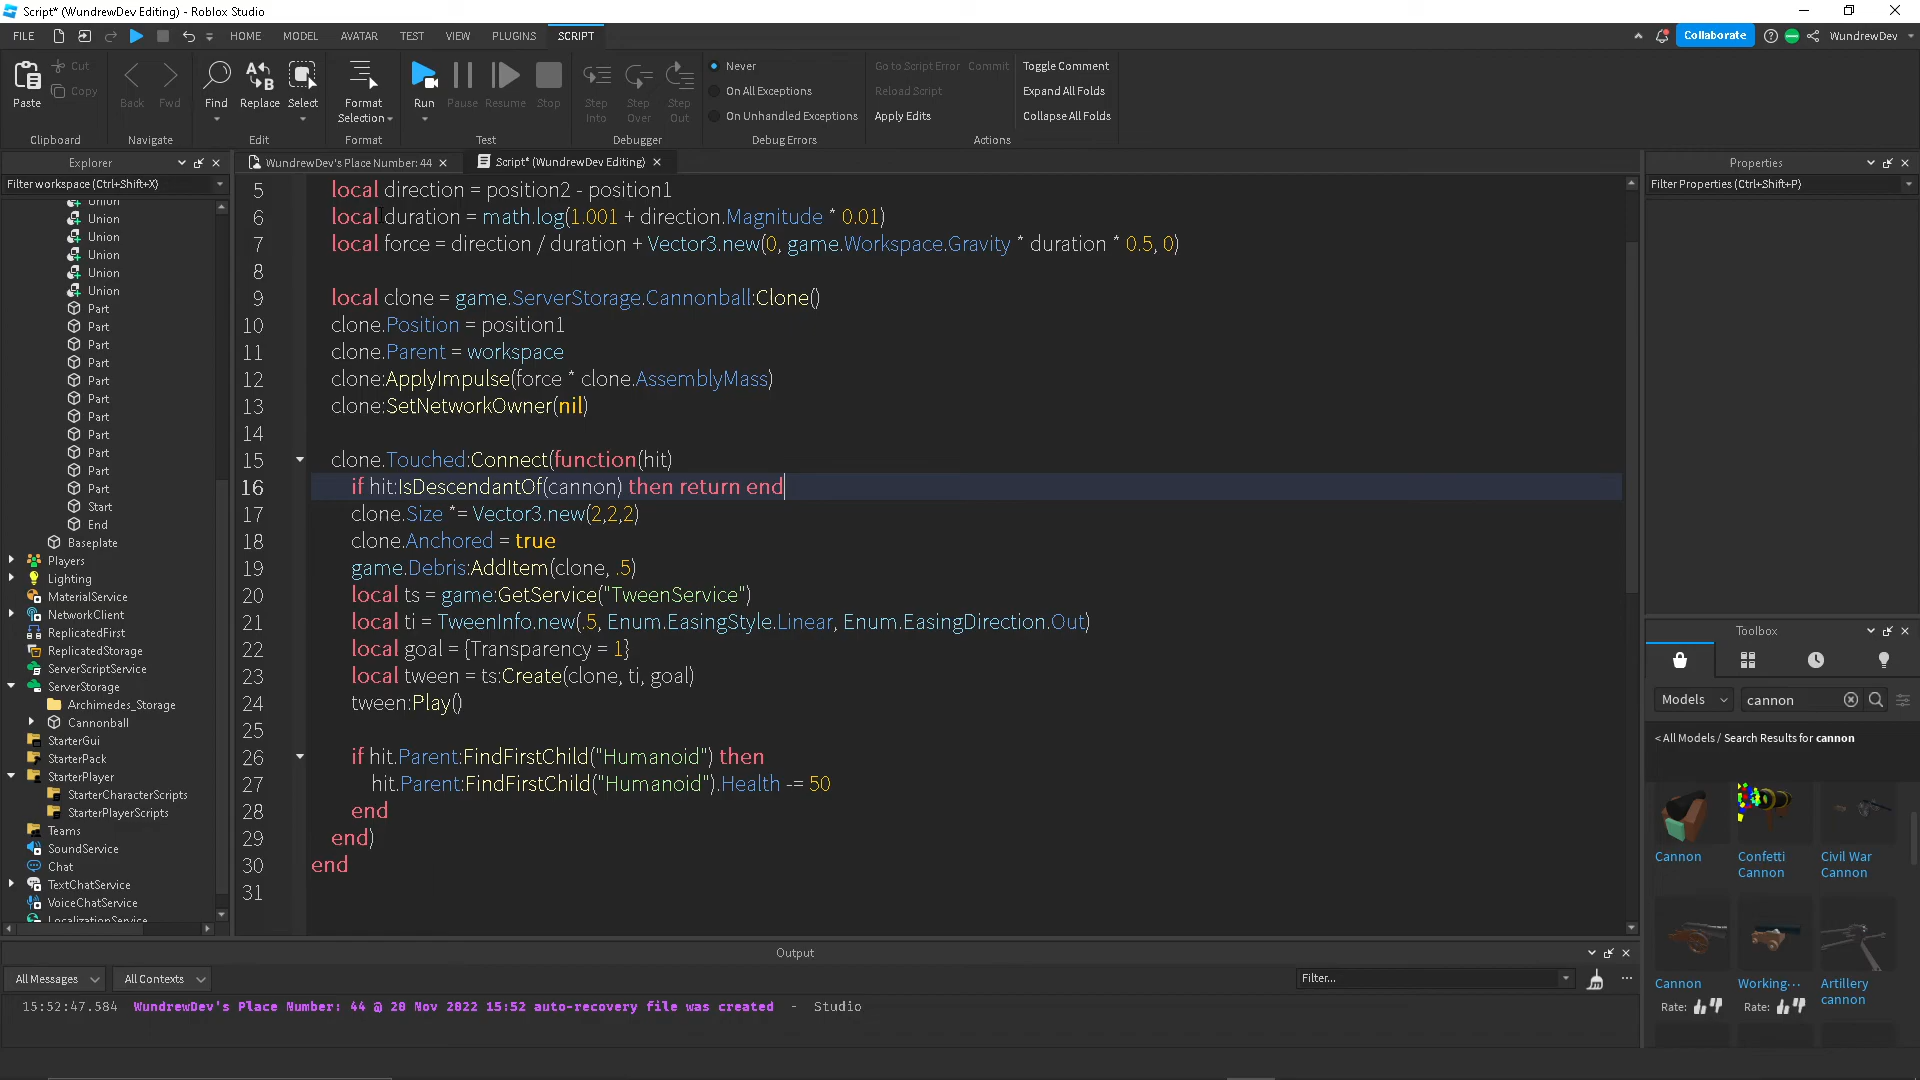 Script* (WundrewDev Editing) - Roblox Studio
FILE HOME MODEL AVATAR TEST VIEW PLUGINS SCRIPT Collaborate WundrewDev
Paste Cut Copy Back Fwd Find Replace Select Format Selection Run Pause Resume Stop Step Into Step Over Step Out
Never
On All Exceptions
On Unhandled Exceptions
Go to Script Error Commit
Reload Script
Apply Edits
Toggle Comment
Expand All Folds
Collapse All Folds
Clipboard Navigate Edit Format Test Debugger Debug Errors Actions
Explorer
Filter workspace (Ctrl+Shift+X)
Union
Union
Union
Union
Union
Union
Part
Part
Part
Part
Part
Part
Part
Part
Part
Part
Part
Start
End
Baseplate
Players
Lighting
MaterialService
NetworkClient
ReplicatedFirst
ReplicatedStorage
ServerScriptService
ServerStorage
Archimedes_Storage
Cannonball
StarterGui
StarterPack
StarterPlayer
StarterCharacterScripts
StarterPlayerScripts
Teams
SoundService
Chat
TextChatService
VoiceChatService
LocalizationService
WundrewDev's Place Number: 44
Script* (WundrewDev Editing)
5 local direction = position2 - position1
6 local duration = math.log(1.001 + direction.Magnitude * 0.01)
7 local force = direction / duration + Vector3.new(0, game.Workspace.Gravity * duration * 0.5, 0)
8
9 local clone = game.ServerStorage.Cannonball:Clone()
10 clone.Position = position1
11 clone.Parent = workspace
12 clone:ApplyImpulse(force * clone.AssemblyMass)
13 clone:SetNetworkOwner(nil)
14
15 clone.Touched:Connect(function(hit)
16 if hit:IsDescendantOf(cannon) then return end
17 clone.Size *= Vector3.new(2,2,2)
18 clone.Anchored = true
19 game.Debris:AddItem(clone, .5)
20 local ts = game:GetService("TweenService")
21 local ti = TweenInfo.new(.5, Enum.EasingStyle.Linear, Enum.EasingDirection.Out)
22 local goal = {Transparency = 1}
23 local tween = ts:Create(clone, ti, goal)
24 tween:Play()
25
26 if hit.Parent:FindFirstChild("Humanoid") then
27 hit.Parent:FindFirstChild("Humanoid").Health -= 50
28 end
29 end)
30 end
31
Properties
Filter Properties (Ctrl+Shift+P)
Toolbox
Models cannon
< All Models / Search Results for cannon
Cannon
Confetti Cannon
Civil War Cannon
Cannon
Working...
Artillery cannon
Rate:
Rate:
Output
All Messages All Contexts Filter...
15:52:47.584 WundrewDev's Place Number: 44 @ 20 Nov 2022 15:52 auto-recovery file was created - Studio